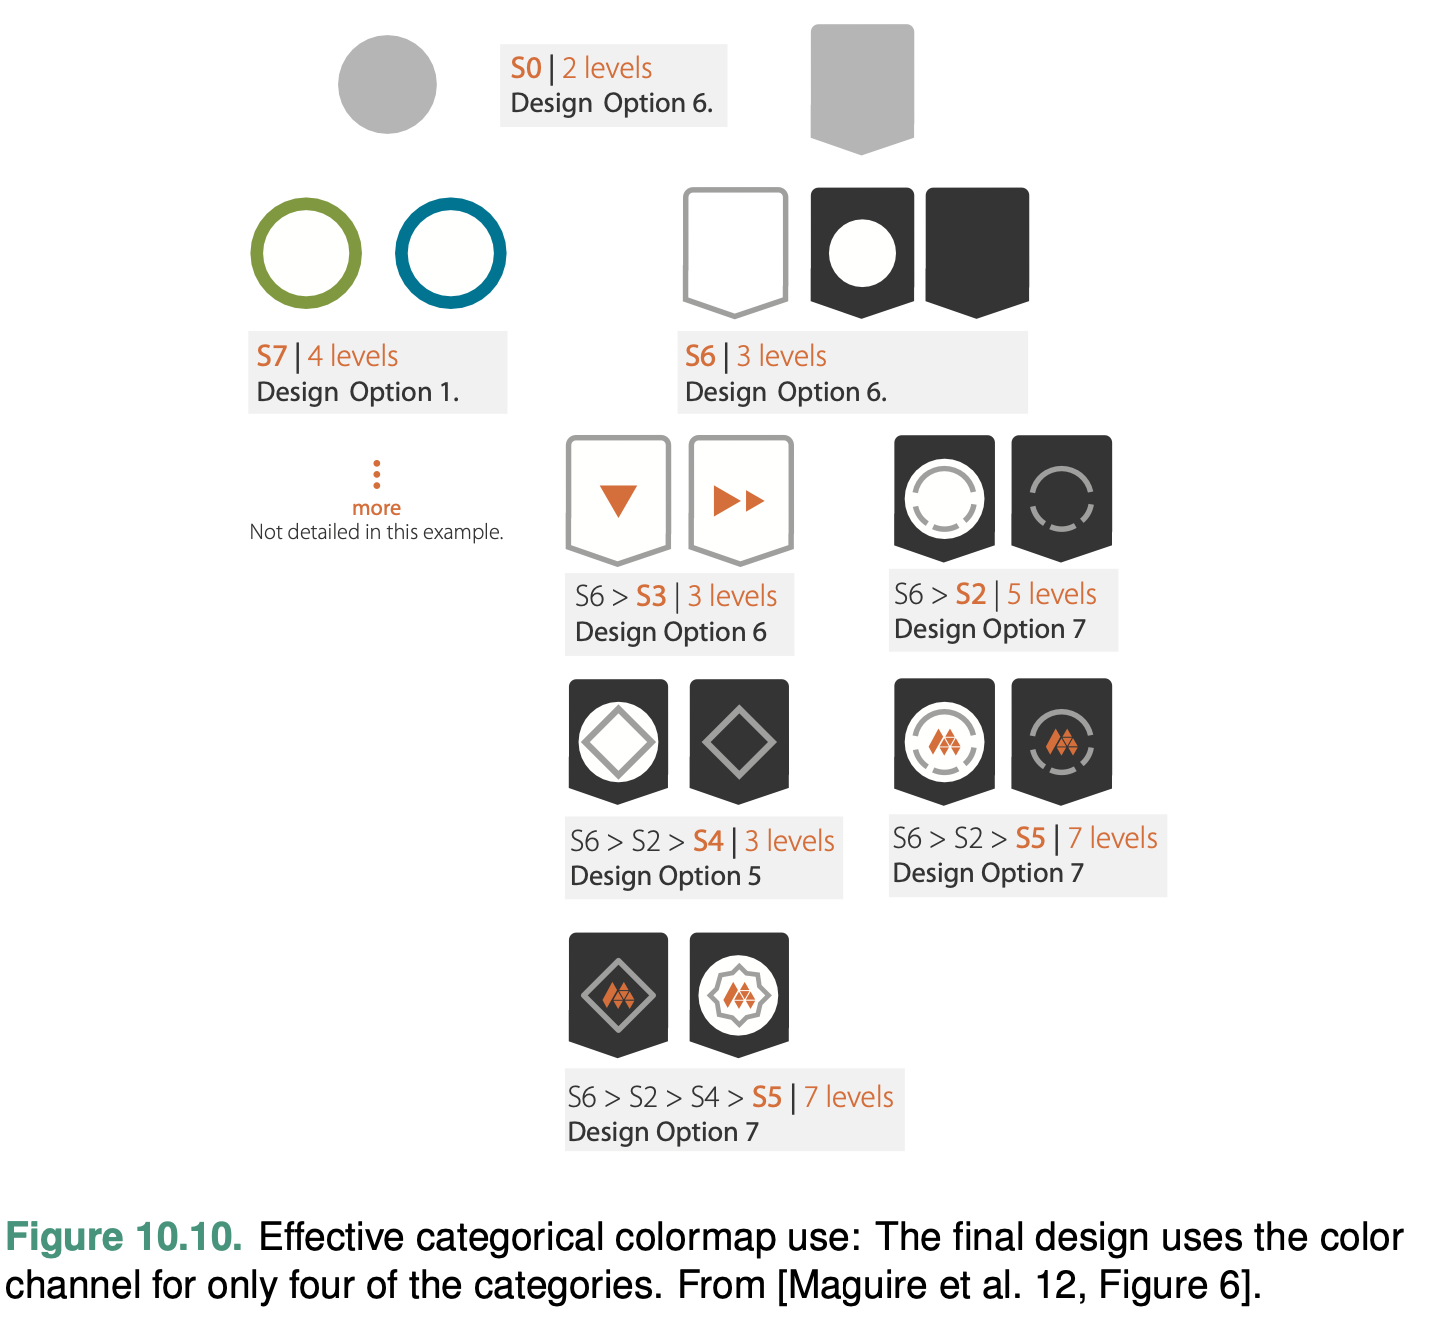 S0 | 2 levels
Design Option 6.
S7 | 4 levels
Design Option 1.
S6 | 3 levels
Design Option 6.
more
Not detailed in this example.
S6 > S3 | 3 levels
Design Option 6
S6 > S2 | 5 levels
Design Option 7
S6 > S2 > S4 | 3 levels
Design Option 5
S6 > S2 > S5 | 7 levels
Design Option 7
S6 > S2 > S4 > S5 | 7 levels
Design Option 7
Figure 10.10. Effective categorical colormap use: The final design uses the color
channel for only four of the categories. From [Maguire et al. 12, Figure 6].